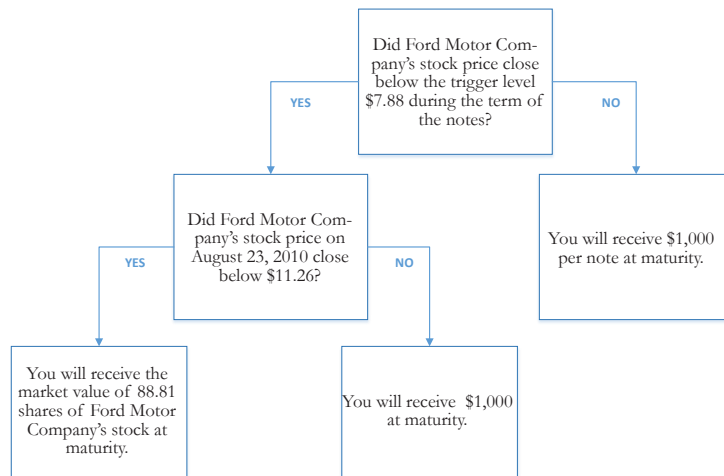 Did Ford Motor Com-
pany's stock price close
below the trigger level
$7.88 during the term of
the notes?
YES
NO
Did Ford Motor Com-
pany's stock price on
August 23, 2010 close
below $11.26?
You will receive $1,000
per note at maturity.
YES
NO
You will receive the
market value of 88.81
shares of Ford Motor
Company's stock at
maturity.
You will receive $1,000
at maturity.